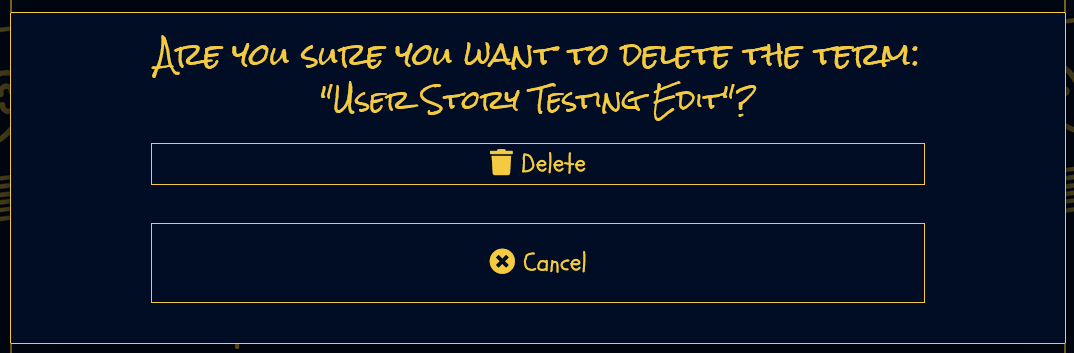 Are you sure you want to delete the term:
"User Story Testing Edit"?
Delete
Cancel